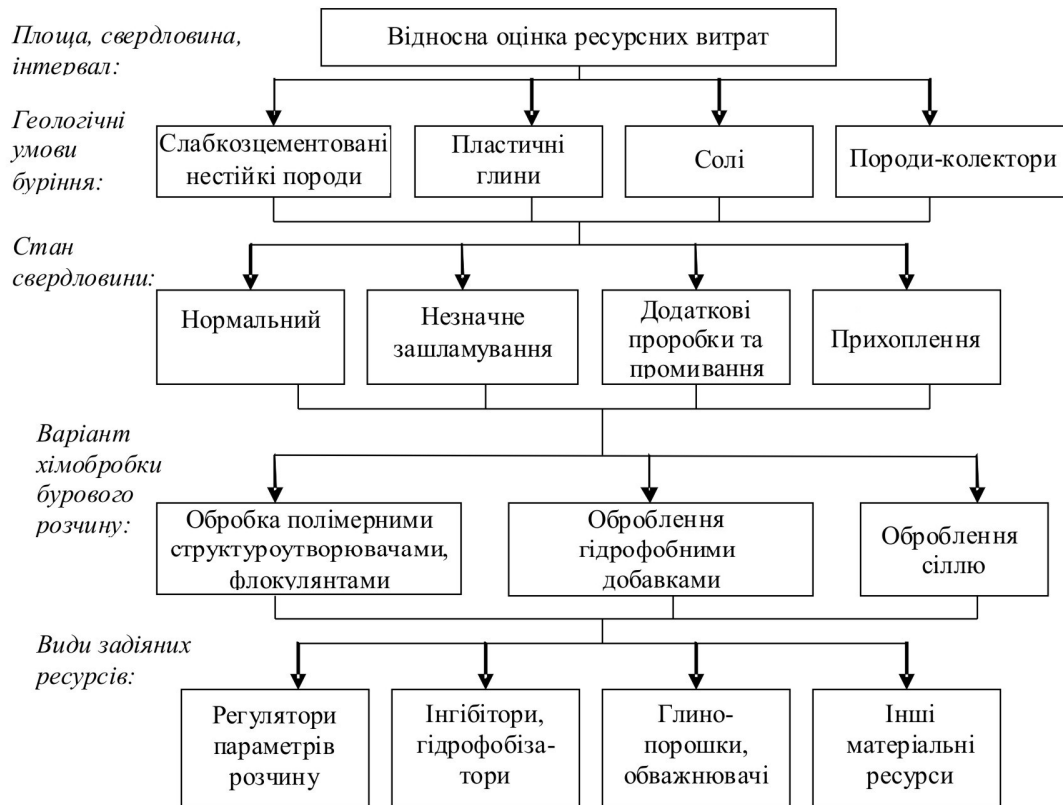 Площа, свердловина,
інтервал:
Відносна оцінка ресурсних витрат
Геологічні
умови
буріння:
Слабкозцементовані
нестійкі породи
Пластичні
глини
Солі
Породи-колектори
Стан
свердловини:
Нормальний
Незначне
зашламування
Додаткові
проробки та
промивання
Прихоплення
Варіант
хімобробки
бурового
розчину:
Обробка полімерними
структуроутворювачами,
флокулянтами
Оброблення
гідрофобними
добавками
Оброблення
сіллю
Види задіяних
ресурсів:
Регулятори
параметрів
розчину
Інгібітори,
гідрофобіза-
тори
Глино-
порошки,
обважнювачі
Інші
матеріальні
ресурси